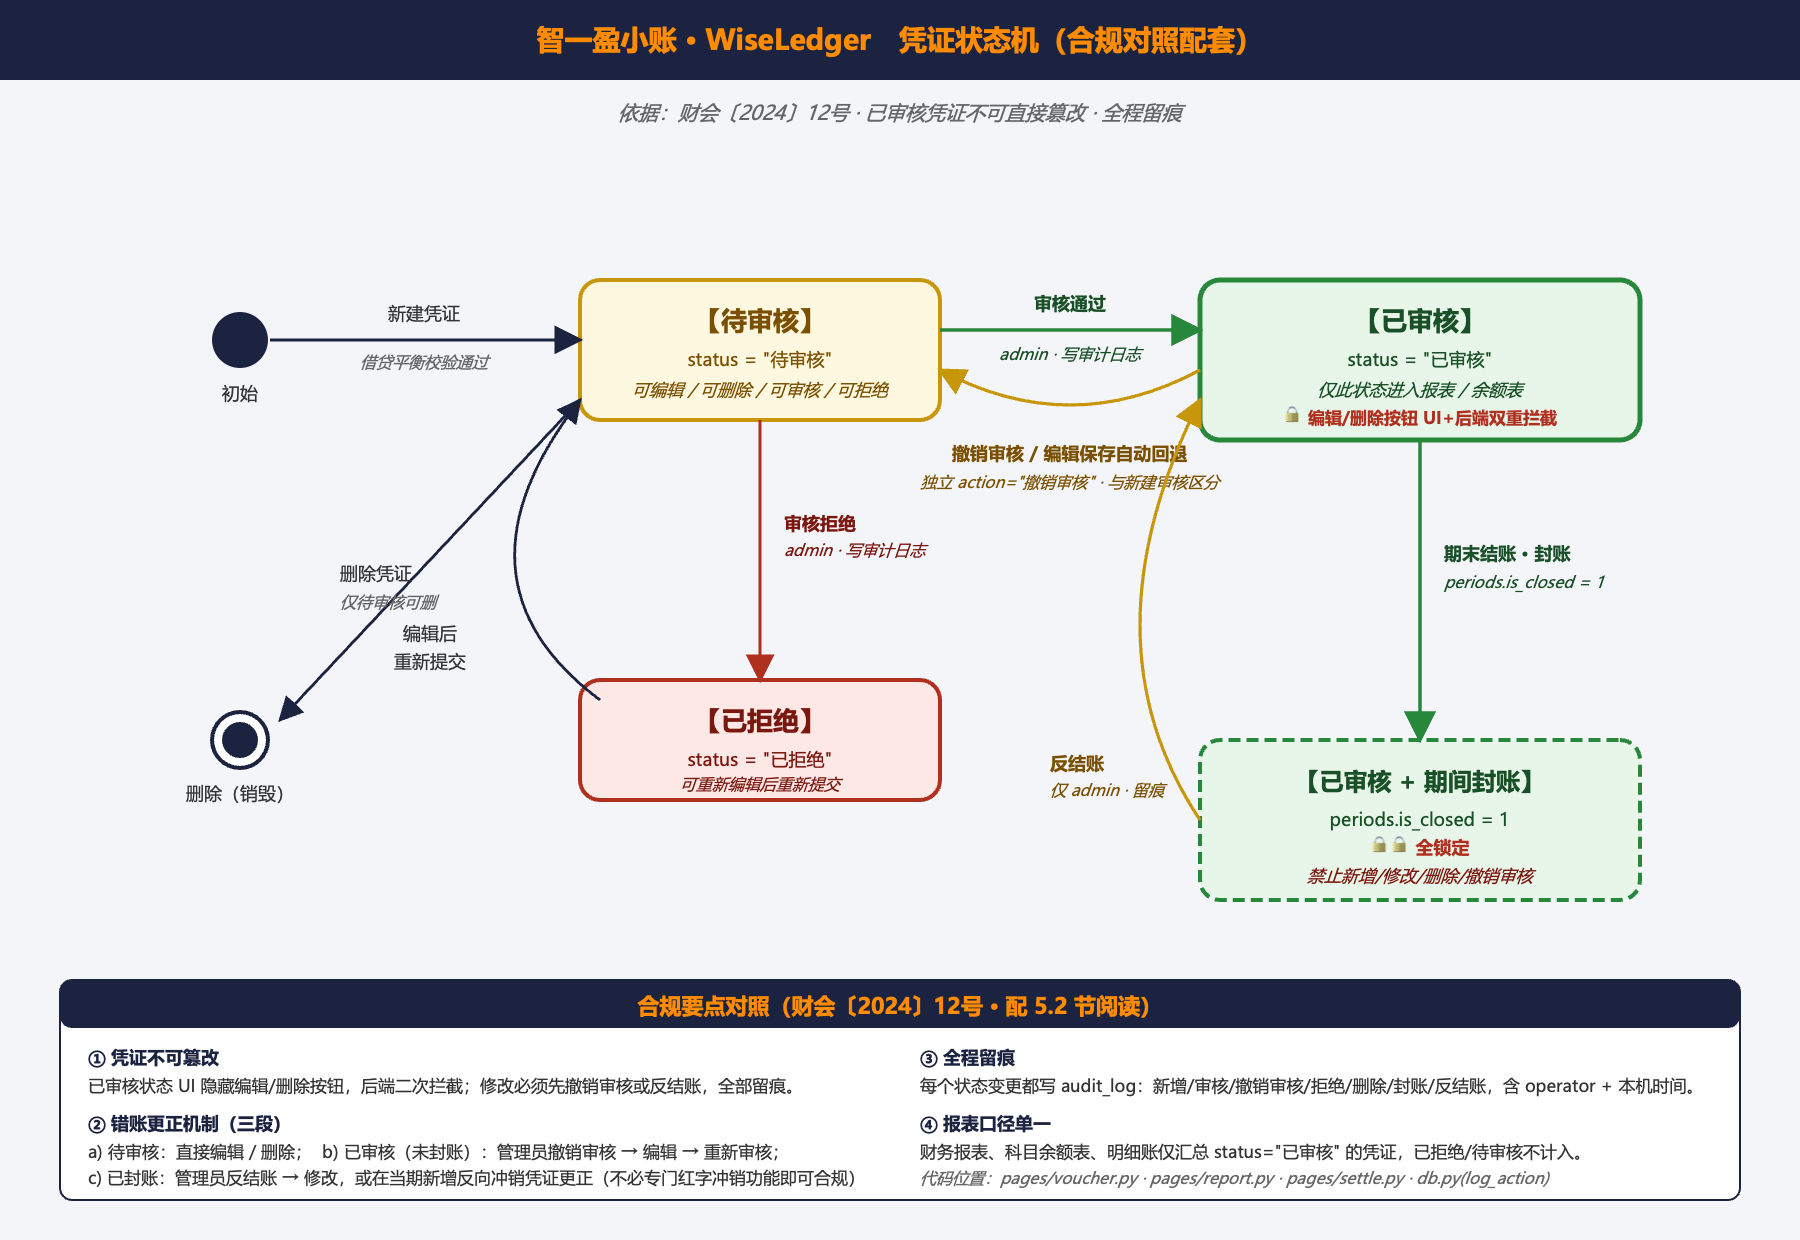 智一盈小账 · WiseLedger 凭证状态机（合规对照配套）
依据：财会〔2024〕12号 · 已审核凭证不可直接篡改 · 全程留痕
新建凭证
借贷平衡校验通过
初始
【待审核】
status = "待审核"
可编辑 / 可删除 / 可审核 / 可拒绝
审核通过
admin · 写审计日志
【已审核】
status = "已审核"
仅此状态进入报表 / 余额表
🔒 编辑/删除按钮 UI+后端双重拦截
撤销审核 / 编辑保存自动回退
独立 action="撤销审核" · 与新建审核区分
审核拒绝
admin · 写审计日志
期末结账 · 封账
periods.is_closed = 1
删除凭证
仅待审核可删
编辑后
重新提交
删除（销毁）
【已拒绝】
status = "已拒绝"
可重新编辑后重新提交
反结账
仅 admin · 留痕
【已审核 + 期间封账】
periods.is_closed = 1
🔒🔒 全锁定
禁止新增/修改/删除/撤销审核
合规要点对照（财会〔2024〕12号 · 配 5.2 节阅读）
① 凭证不可篡改
已审核状态 UI 隐藏编辑/删除按钮，后端二次拦截；修改必须先撤销审核或反结账，全部留痕。
② 错账更正机制（三段）
a) 待审核：直接编辑 / 删除； b) 已审核（未封账）：管理员撤销审核 → 编辑 → 重新审核；
c) 已封账：管理员反结账 → 修改，或在当期新增反向冲销凭证更正（不必专门红字冲销功能即可合规）
③ 全程留痕
每个状态变更都写 audit_log：新增/审核/撤销审核/拒绝/删除/封账/反结账，含 operator + 本机时间。
④ 报表口径单一
财务报表、科目余额表、明细账仅汇总 status="已审核" 的凭证，已拒绝/待审核不计入。
代码位置：pages/voucher.py · pages/report.py · pages/settle.py · db.py(log_action)